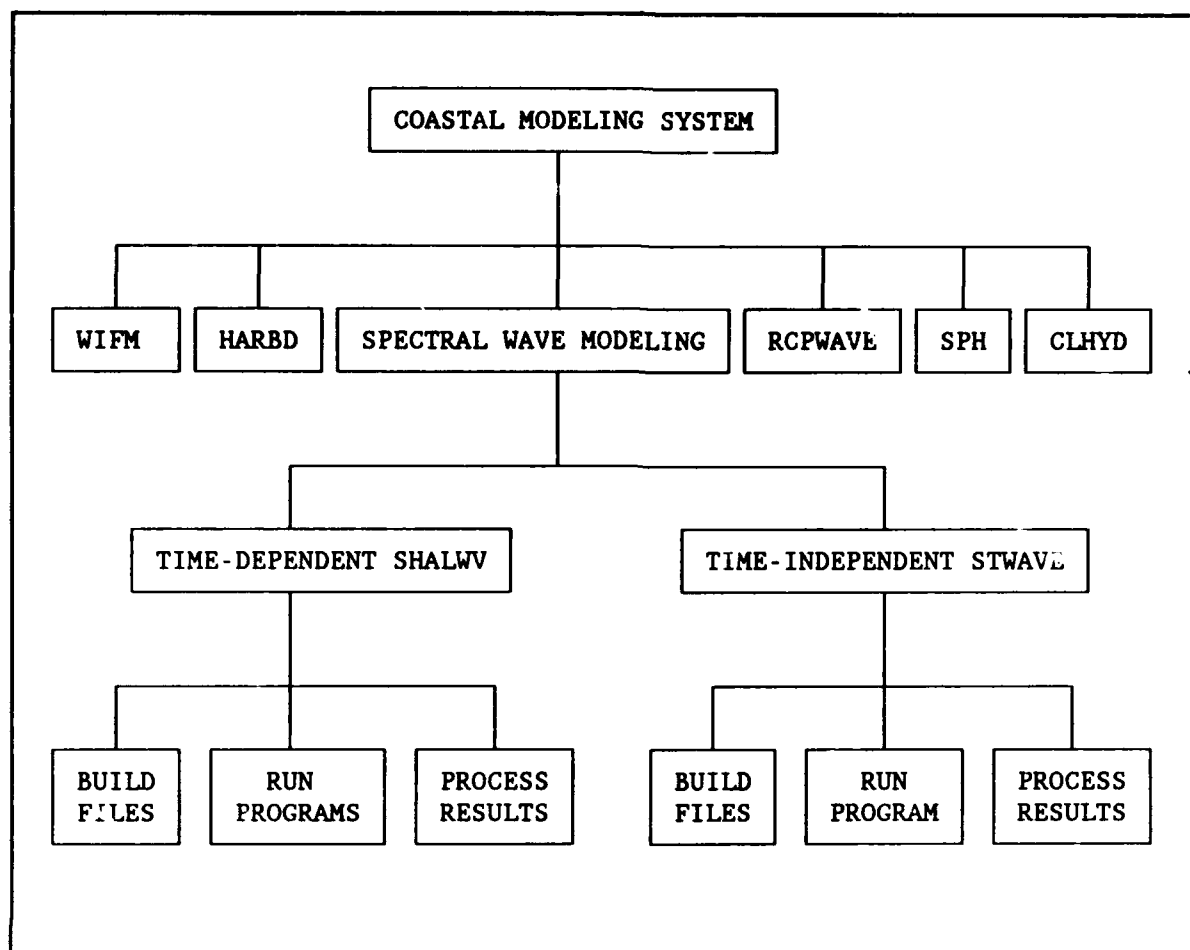 COASTAL MODELING SYSTEM
WIFM
HARBD
SPECTRAL WAVE MODELING
RCPWAVE
SPH
CLHYD
TIME-DEPENDENT SHALWV
TIME-INDEPENDENT STWAVE
BUILD
FILES
RUN
PROGRAMS
PROCESS
RESULTS
BUILD
FILES
RUN
PROGRAM
PROCESS
RESULTS